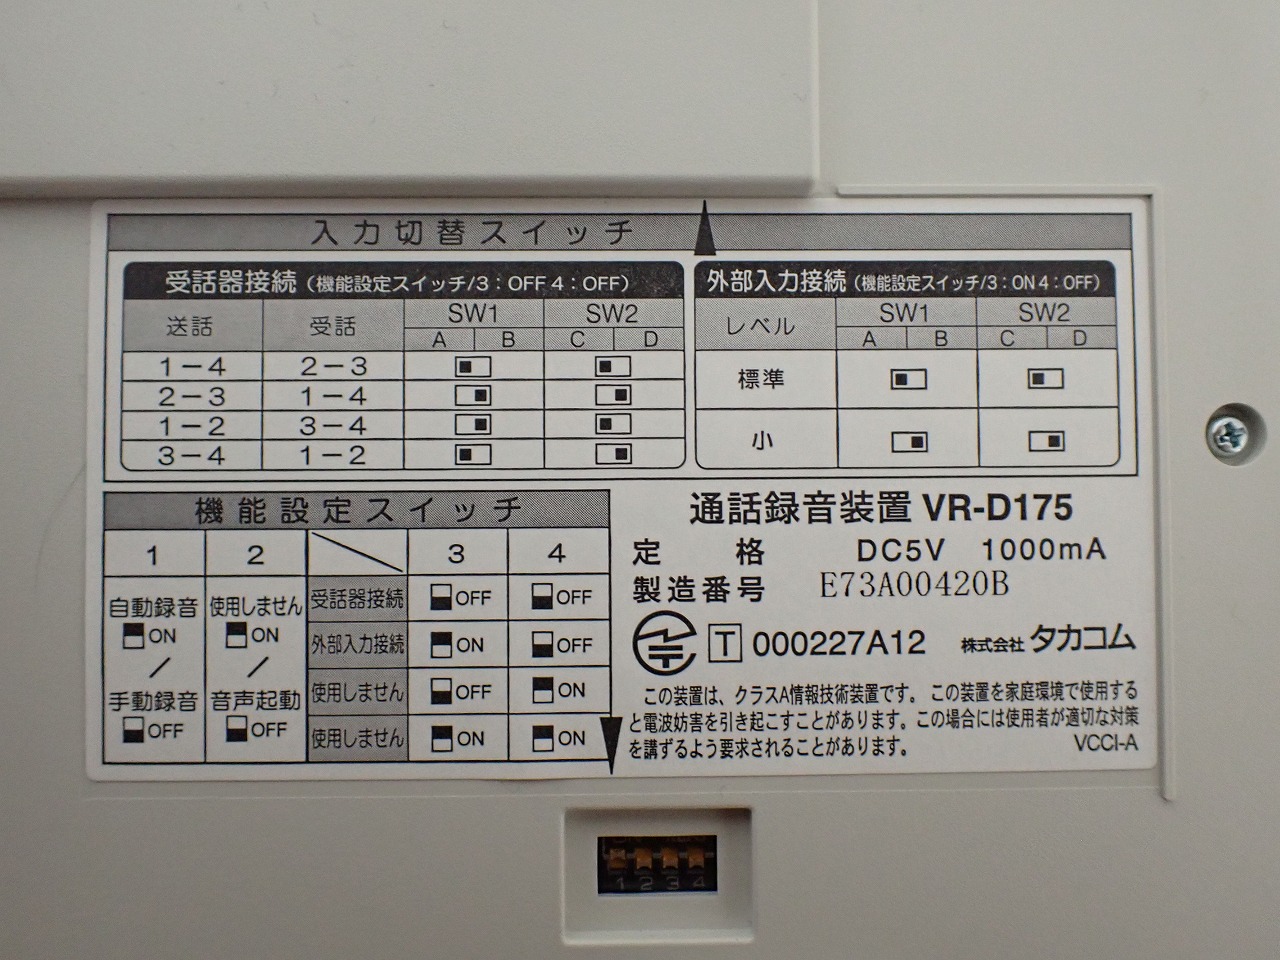 入力切替スイッチ
受話器接続（機能設定スイッチ/3：OFF 4：OFF）
送話 受話 SW1 SW2
A B C D
1－4 2－3
2－3 1－4
1－2 3－4
3－4 1－2
外部入力接続（機能設定スイッチ/3：ON 4：OFF）
レベル SW1 SW2
A B C D
標準
小
機能設定スイッチ
1 2 3 4
自動録音 ON ／ 手動録音 OFF
使用しません ON ／ 音声起動 OFF
受話器接続 OFF OFF
外部入力接続 ON OFF
使用しません OFF ON
使用しません ON ON
通話録音装置 VR-D175
定格 DC5V 1000mA
製造番号 E73A00420B
T 000227A12 株式会社 タカコム
この装置は、クラスA情報技術装置です。この装置を家庭環境で使用する
と電波妨害を引き起こすことがあります。この場合には使用者が適切な対策
を講ずるよう要求されることがあります。
VCCI-A
1 2 3 4